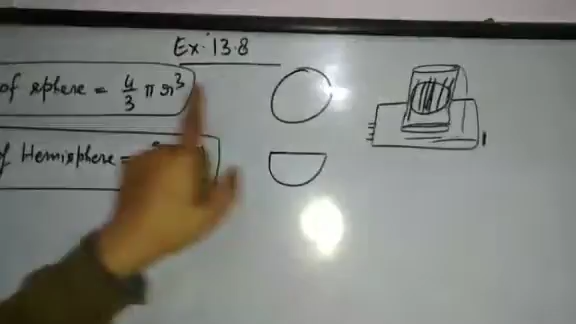 Ex. 13.8
of sphere = 4/3 π r³
of Hemisphere =